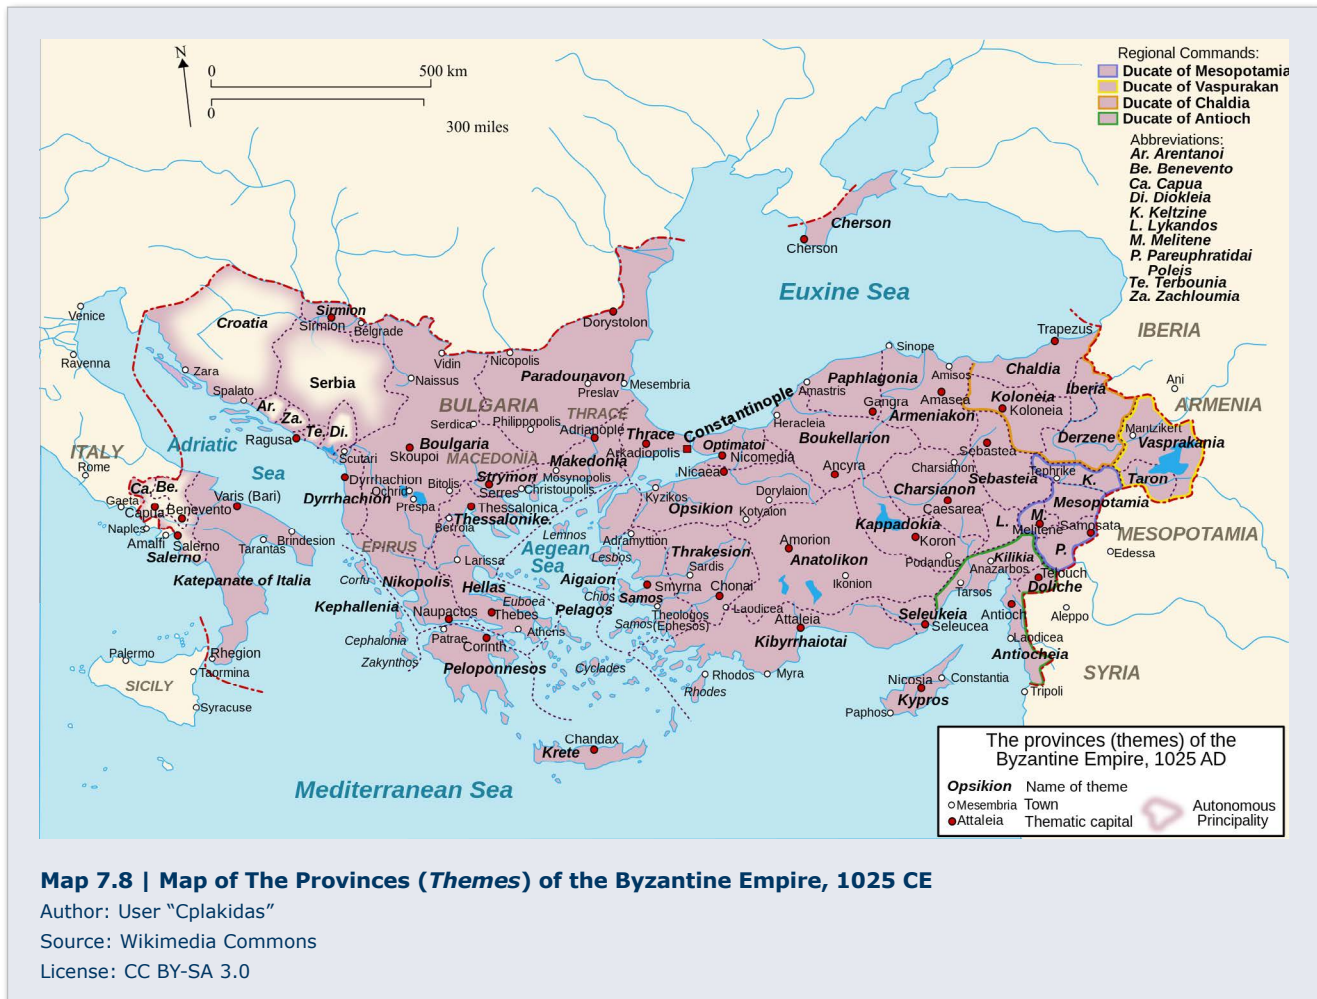 N
0
500 km
0
300 miles
Regional Commands:
Ducate of Mesopotamia
Ducate of Vaspurakan
Ducate of Chaldia
Ducate of Antioch
Abbreviations:
Ar. Arentanoi
Be. Benevento
Ca. Capua
Di. Diokleia
K. Keltzine
L. Lykandos
M. Melitene
P. Pareuphratidai
Poleis
Te. Terbounia
Za. Zachloumia
Cherson
Cherson
Euxine Sea
Venice
Ravenna
Croatia
Sirmion
Sirmion
Belgrade
Zara
Spalato
Serbia
Ar.
Za.
Te.
Di.
Ragusa
Scutari
Vidin
Nicopolis
Naissus
Dorystolon
Paradounavon
Preslav
Mesembria
BULGARIA
THRACE
Serdica
Philippopolis
Adrianople
Boulgaria
Skoupoi
MACEDONIA
Makedonia
Thrace
Arkadiopolis
Constantinople
Mosynopolis
Strymon
Serres
Christoupolis
Dyrrhachion
Dyrrhachion
Ochrid
Prespa
Bitolis
Thessalonica
Thessalonike
Berroia
ITALY
Rome
Adriatic
Sea
Ca.
Be.
Gaeta
Capua
Benevento
Varis (Bari)
Naples
Amalfi
Salerno
Salerno
Tarantas
Brindesion
Katepanate of Italia
EPIRUS
Corfu
Nikopolis
Larissa
Lemnos
Aegean
Sea
Lesbos
Adramyttion
Hellas
Aigaion
Pelagos
Chios
Samos
Samos
Kephallenia
Naupactos
Euboea
Thebes
Cephalonia
Patrae
Athens
Corinth
Zakynthos
Peloponnesos
Cyclades
Palermo
Rhegion
Taormina
SICILY
Syracuse
Chandax
Krete
Mediterranean Sea
Sinope
Amastris
Paphlagonia
Amisos
Trapezus
IBERIA
Chaldia
Iberia
Ani
ARMENIA
Gangra
Amasea
Koloneia
Koloneia
Armeniakon
Heracleia
Optimatoi
Nicomedia
Nicaea
Boukellarion
Sebastea
Derzene
Mantzikert
Vasprakania
Ancyra
Charsianon
Sebasteia
Tephrike
K.
Taron
Kyzikos
Dorylaion
Charsianon
Caesarea
Mesopotamia
Opsikion
Kotyaion
Kappadokia
L.
M.
Melitene
Samosata
MESOPOTAMIA
Amorion
Koron
Edessa
Thrakesion
Sardis
Anatolikon
Podandus
Kilikia
Anazarbos
P.
Smyrna
Chonai
Ikonion
Tarsos
Telouch
Doliche
Theologos
(Ephesos)
Laodicea
Attaleia
Seleukeia
Seleucea
Antioch
Aleppo
Kibyrrhaiotai
Laodicea
Antiocheia
Rhodos
Rhodes
Myra
Nicosia
Constantia
SYRIA
Kypros
Paphos
Tripoli
The provinces (themes) of the
Byzantine Empire, 1025 AD
Opsikion Name of theme
Mesembria Town
Attaleia Thematic capital
Autonomous
Principality
Map 7.8 | Map of The Provinces (Themes) of the Byzantine Empire, 1025 CE
Author: User “Cplakidas”
Source: Wikimedia Commons
License: CC BY-SA 3.0